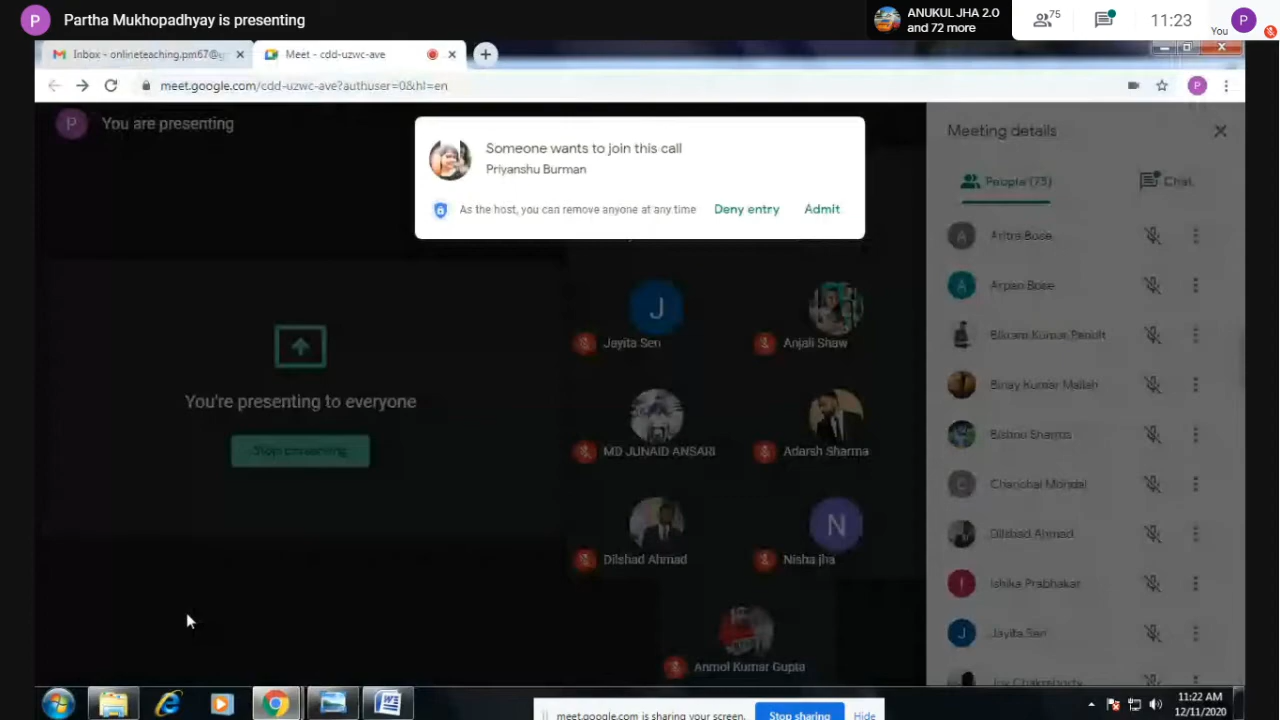 P Partha Mukhopadhyay is presenting
ANUKUL JHA 2.0
and 72 more
75
11:23
You
P
Inbox - onlineteaching.pm67@g
Meet - cdd-uzwc-ave
meet.google.com/cdd-uzwc-ave?authuser=0&hl=en
P
P You are presenting
Someone wants to join this call
Priyanshu Burman
As the host, you can remove anyone at any time
Deny entry
Admit
Meeting details
People (75)
Chat
A Aritra Bose
A Arpan Bose
Binay Kumar Mallah
Bishnu Sharma
C Chanchal Mondal
Dilshad Ahmad
I Ishika Prabhakar
J Jayita Sen
Joy Chakraborty
You're presenting to everyone
Stop presenting
J
Jayita Sen
Anjali Shaw
MD JUNAID ANSARI
Adarsh Sharma
Dilshad Ahmad
N
Nisha jha
Anmol Kumar Gupta
meet.google.com is sharing your screen.
Stop sharing
Hide
11:22 AM
12/11/2020